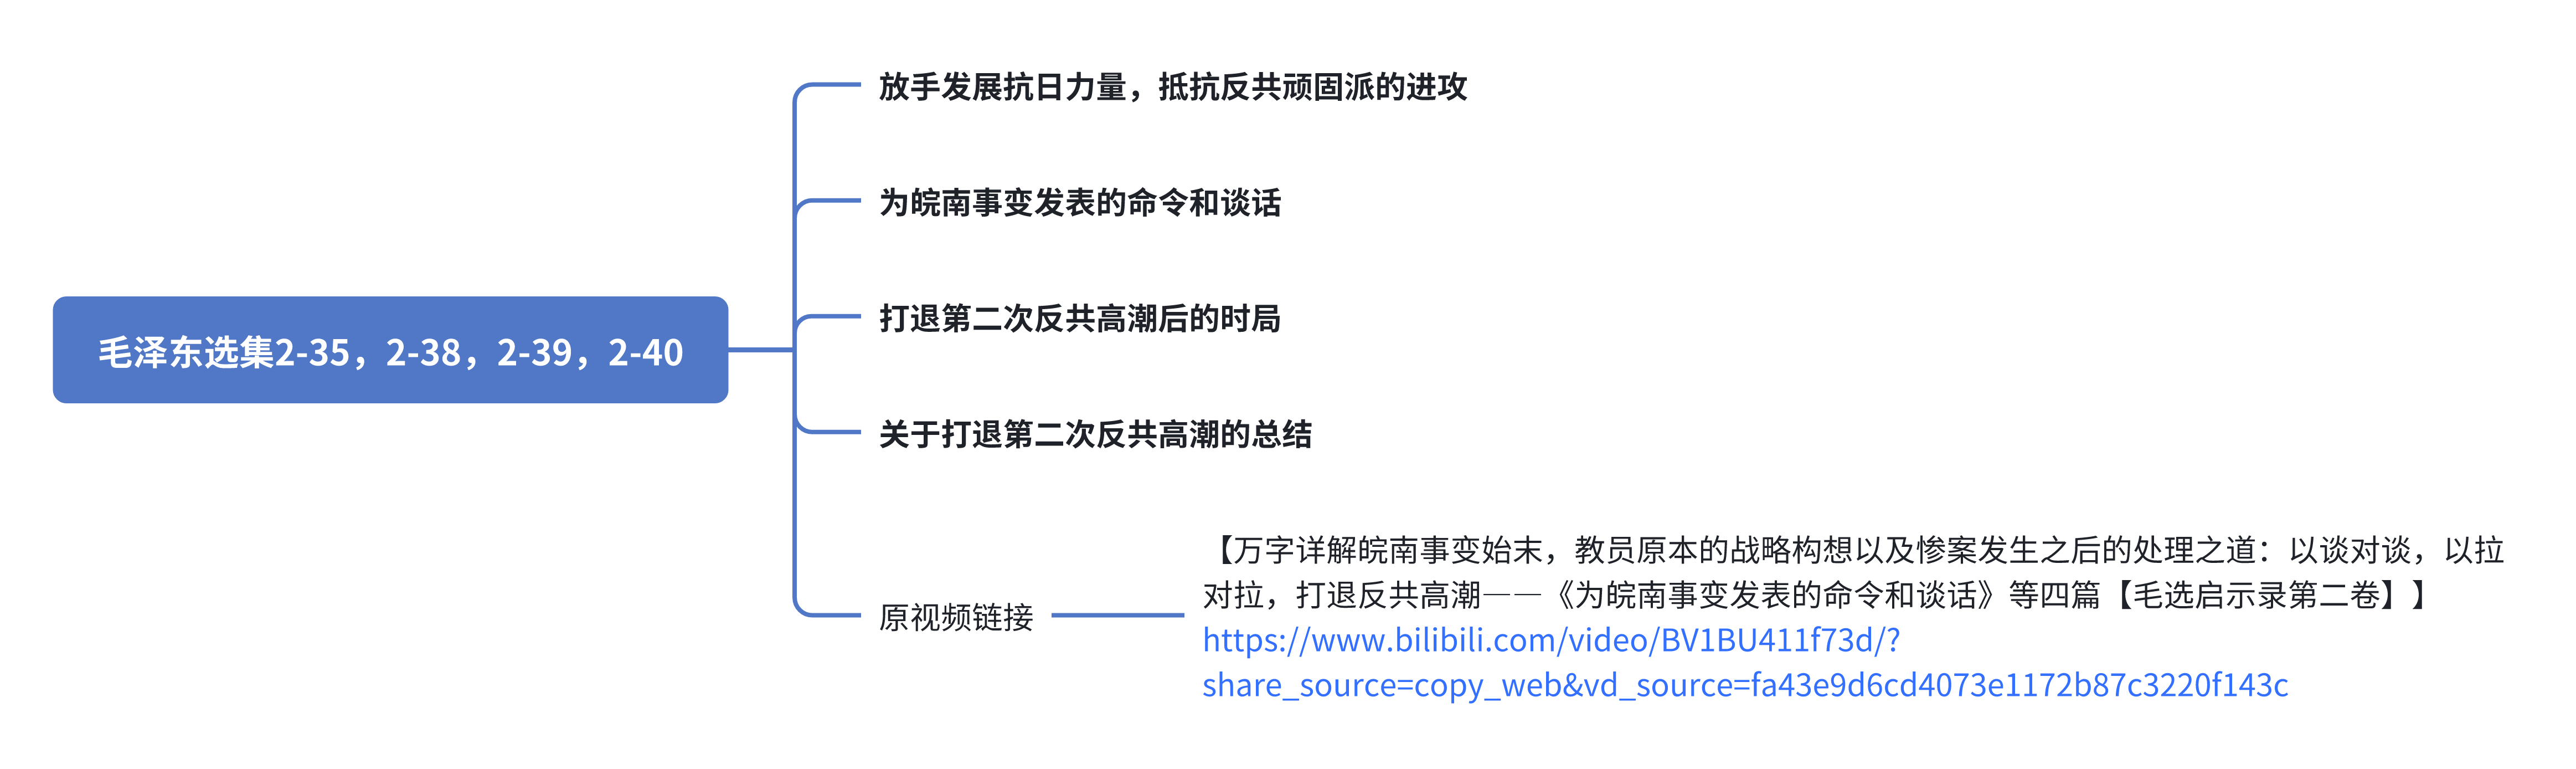 放手发展抗日力量，抵抗反共顽固派的进攻
为皖南事变发表的命令和谈话
打退第二次反共高潮后的时局
毛泽东选集2-35，2-38，2-39，2-40
关于打退第二次反共高潮的总结
原视频链接
【万字详解皖南事变始末，教员原本的战略构想以及惨案发生之后的处理之道：以谈对谈，以拉
对拉，打退反共高潮——《为皖南事变发表的命令和谈话》等四篇【毛选启示录第二卷】】
https://www.bilibili.com/video/BV1BU411f73d/?
share_source=copy_web&vd_source=fa43e9d6cd4073e1172b87c3220f143c